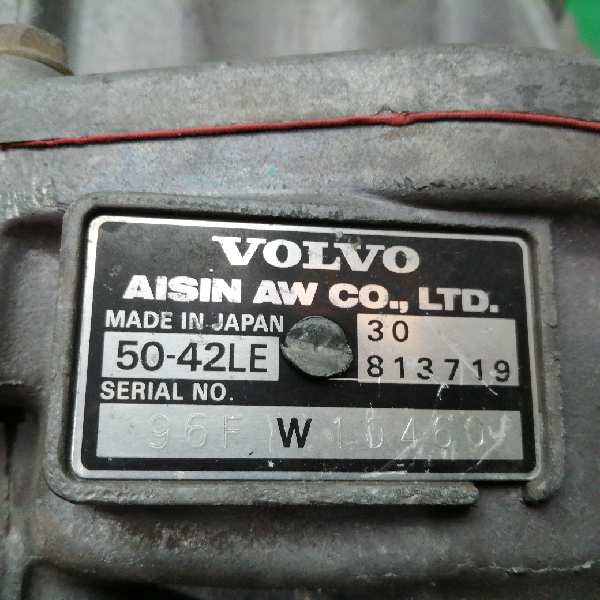 VOLVO
AISIN AW CO., LTD.
MADE IN JAPAN 30
50-42LE 813719
SERIAL NO.
96F W